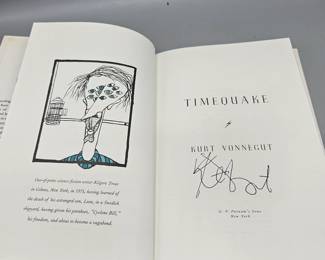 Out-of-print science fiction writer Kilgore Trout
in Cohoes, New York, in 1975, having learned of
the death of his estranged son, Leon, in a Swedish
shipyard, having given his parakeet, "Cyclone Bill,"
his freedom, and about to become a vagabond.
TIMEQUAKE
KURT VONNEGUT
G. P. Putnam's Sons
New York